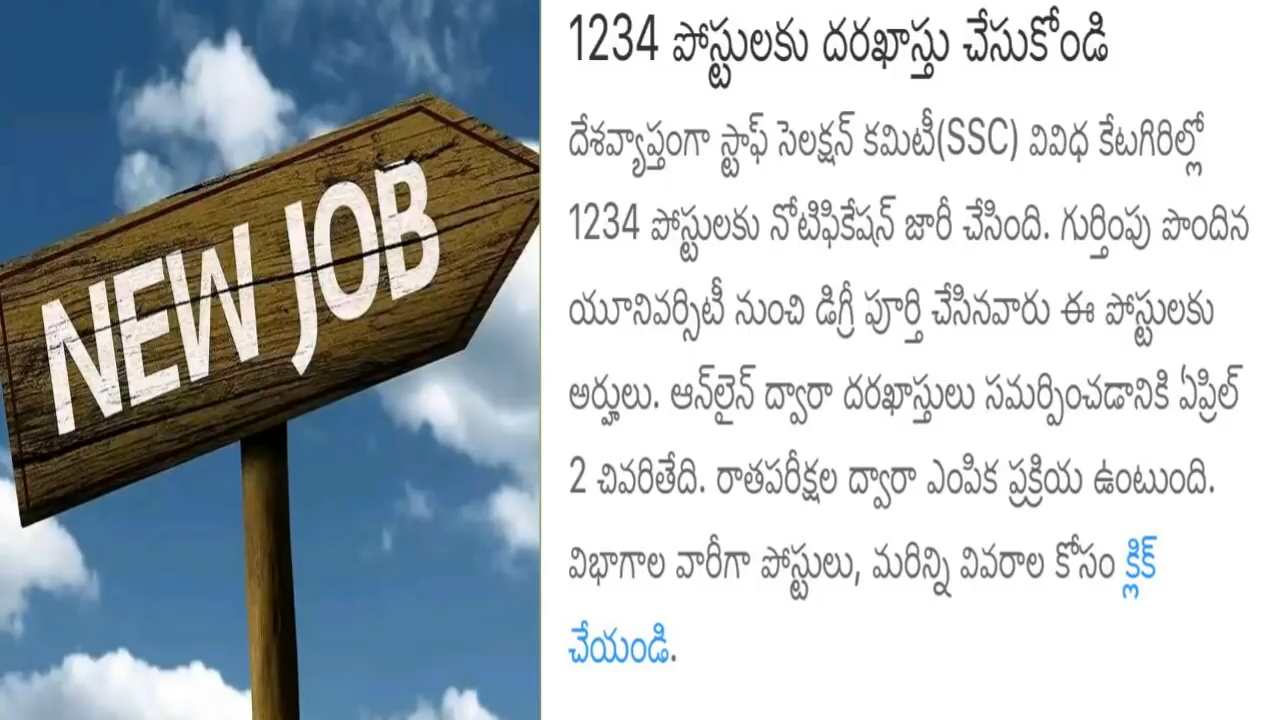 NEW JOB
1234 పోస్టులకు దరఖాస్తు చేసుకోండి
దేశవ్యాప్తంగా స్టాఫ్ సెలక్షన్ కమిటీ(SSC) వివిధ కేటగిరిల్లో
1234 పోస్టులకు నోటిఫికేషన్ జారీ చేసింది. గుర్తింపు పొందిన
యూనివర్సిటీ నుంచి డిగ్రీ పూర్తి చేసినవారు ఈ పోస్టులకు
అర్హులు. ఆన్‌లైన్ ద్వారా దరఖాస్తులు సమర్పించడానికి ఏప్రిల్
2 చివరితేది. రాతపరీక్షల ద్వారా ఎంపిక ప్రక్రియ ఉంటుంది.
విభాగాల వారీగా పోస్టులు, మరిన్ని వివరాల కోసం క్లిక్
చేయండి.